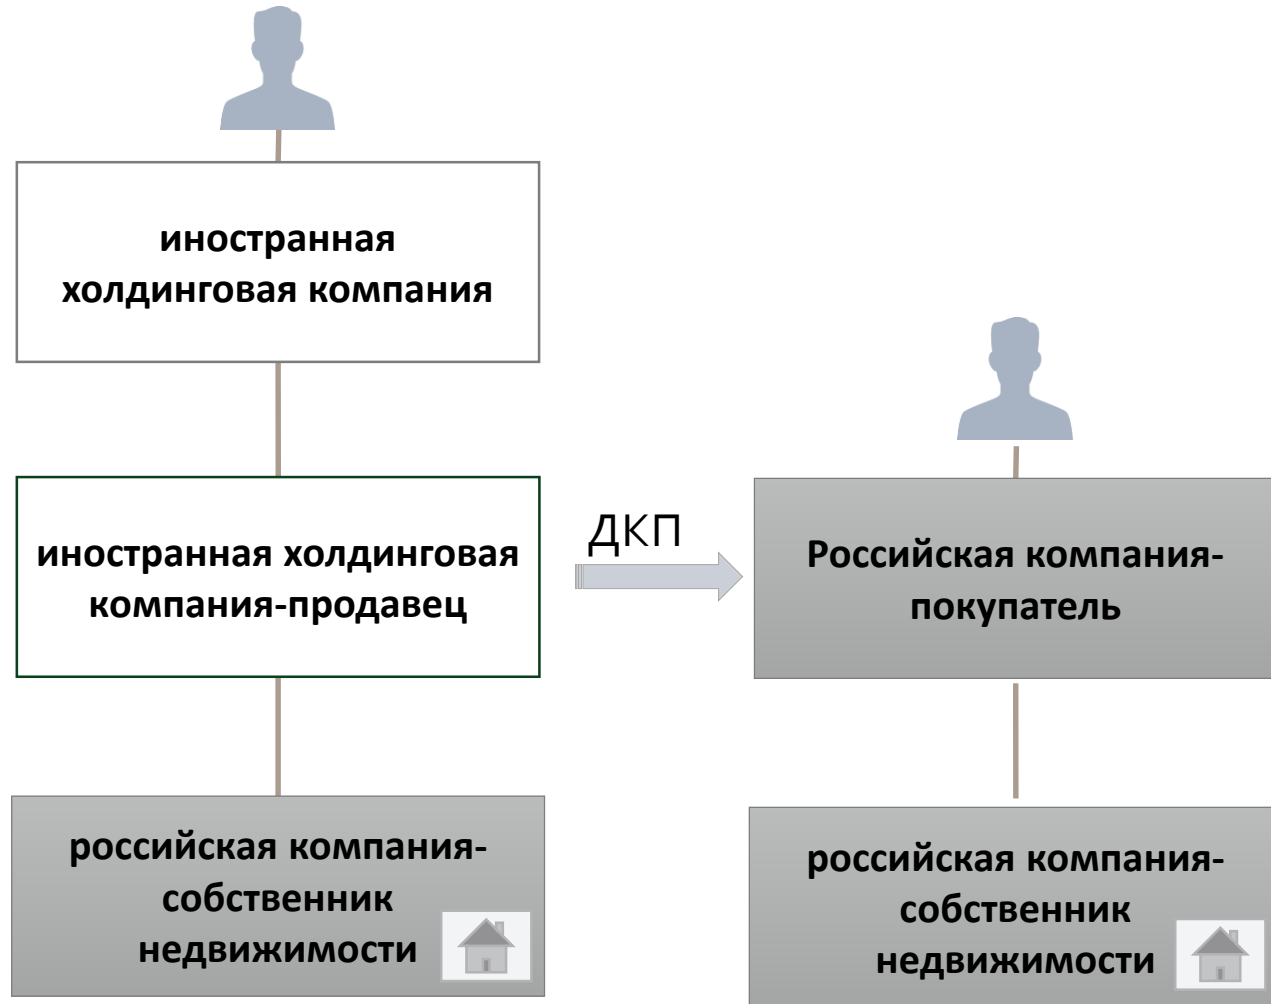 иностранная
холдинговая компания
иностранная холдинговая
компания-продавец
ДКП
Российская компания-
покупатель
российская компания-
собственник
недвижимости
российская компания-
собственник
недвижимости